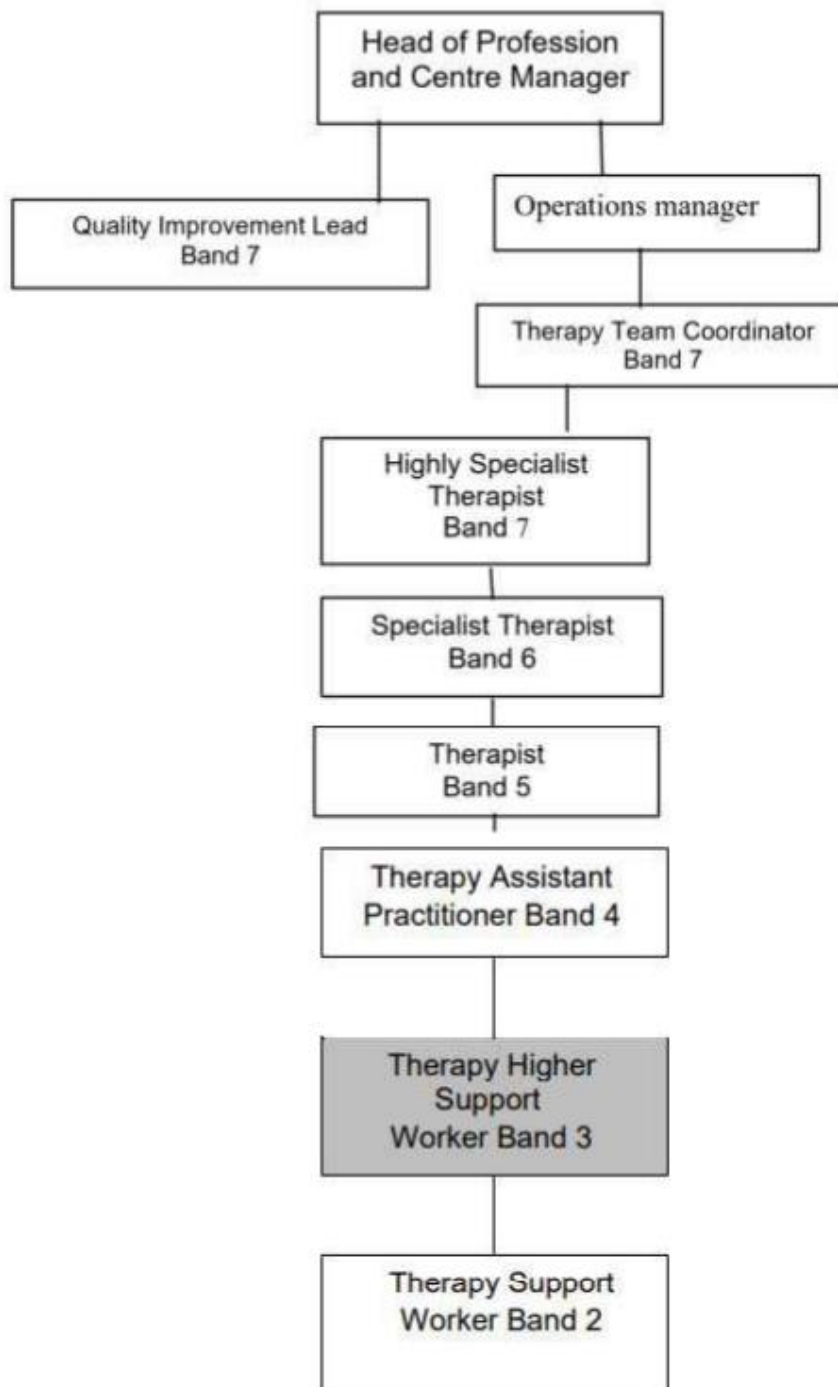 Head of Profession
and Centre Manager
Quality Improvement Lead
Band 7
Operations manager
Therapy Team Coordinator
Band 7
Highly Specialist
Therapist
Band 7
Specialist Therapist
Band 6
Therapist
Band 5
Therapy Assistant
Practitioner Band 4
Therapy Higher
Support
Worker Band 3
Therapy Support
Worker Band 2